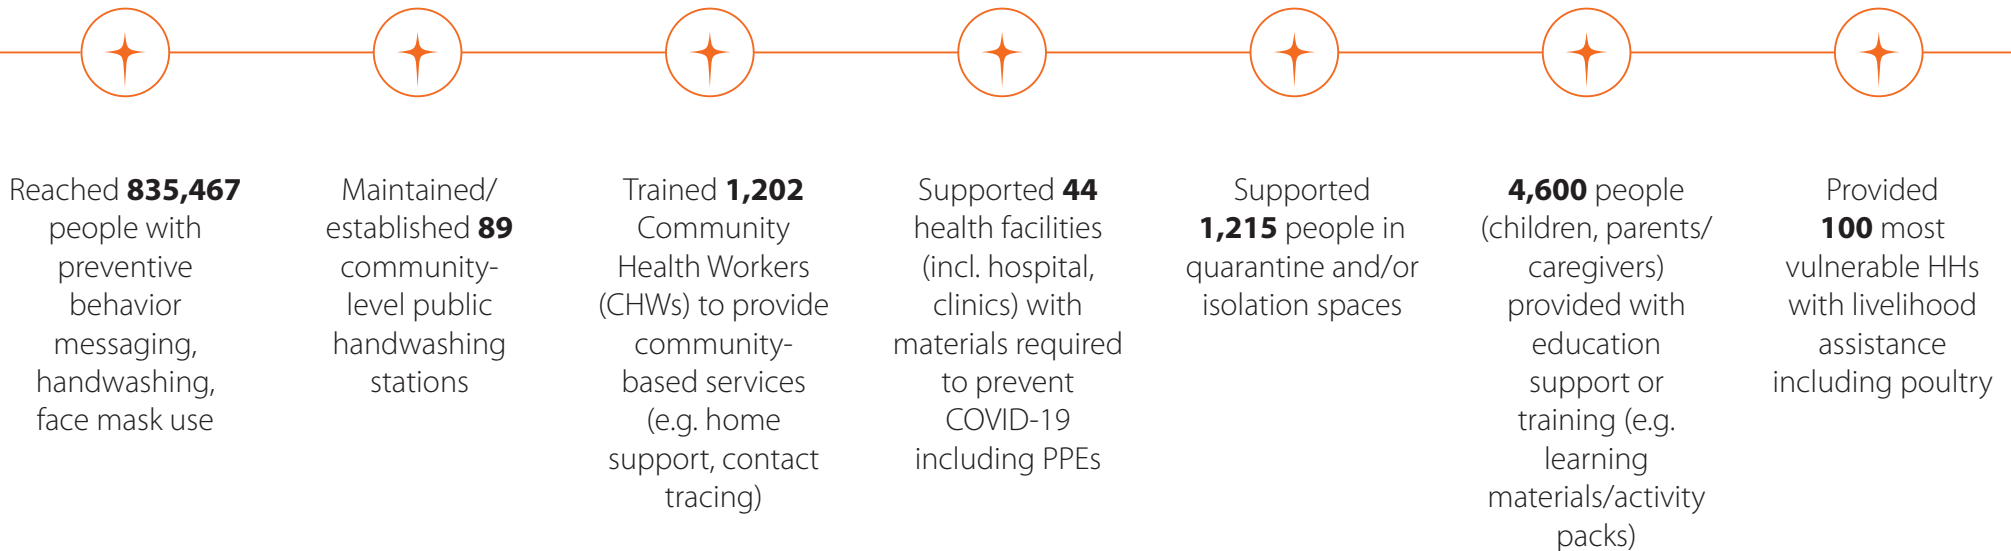 Reached 835,467
people with
preventive
behavior
messaging,
handwashing,
face mask use
Maintained/
established 89
community-
level public
handwashing
stations
Trained 1,202
Community
Health Workers
(CHWs) to provide
community-
based services
(e.g. home
support, contact
tracing)
Supported 44
health facilities
(incl. hospital,
clinics) with
materials required
to prevent
COVID-19
including PPEs
Supported
1,215 people in
quarantine and/or
isolation spaces
4,600 people
(children, parents/
caregivers)
provided with
education
support or
training (e.g.
learning
materials/activity
packs)
Provided
100 most
vulnerable HHs
with livelihood
assistance
including poultry